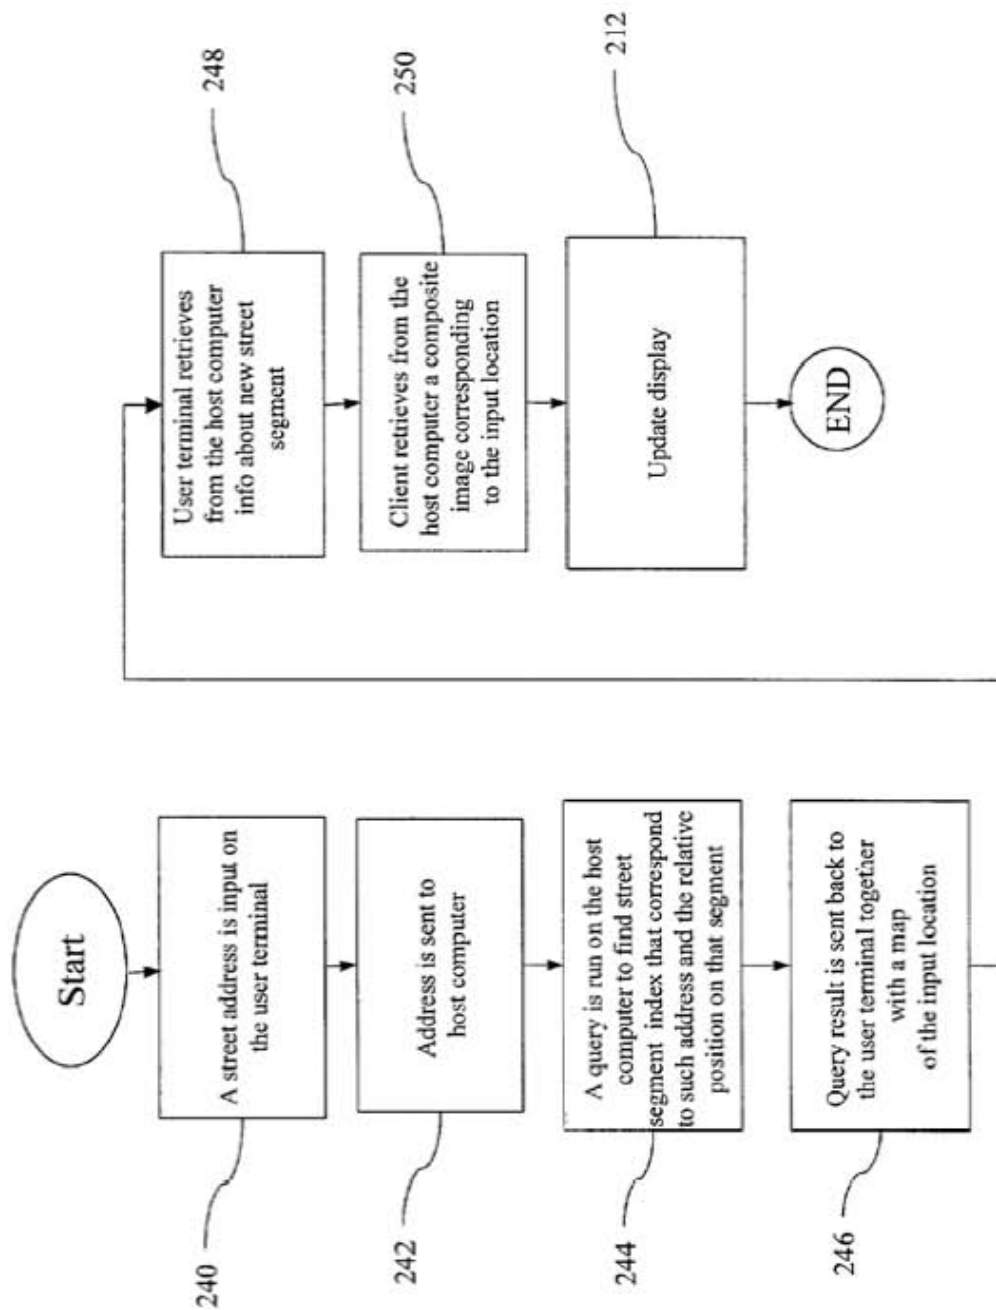 Start
A street address is input on
the user terminal
240
Address is sent to
host computer
242
A query is run on the host
computer to find street
segment index that correspond
to such address and the relative
position on that segment
244
Query result is sent back to
the user terminal together
with a map
of the input location
246
User terminal retrieves
from the host computer
info about new street
segment
248
Client retrieves from the
host computer a composite
image corresponding
to the input location
250
Update display
212
END